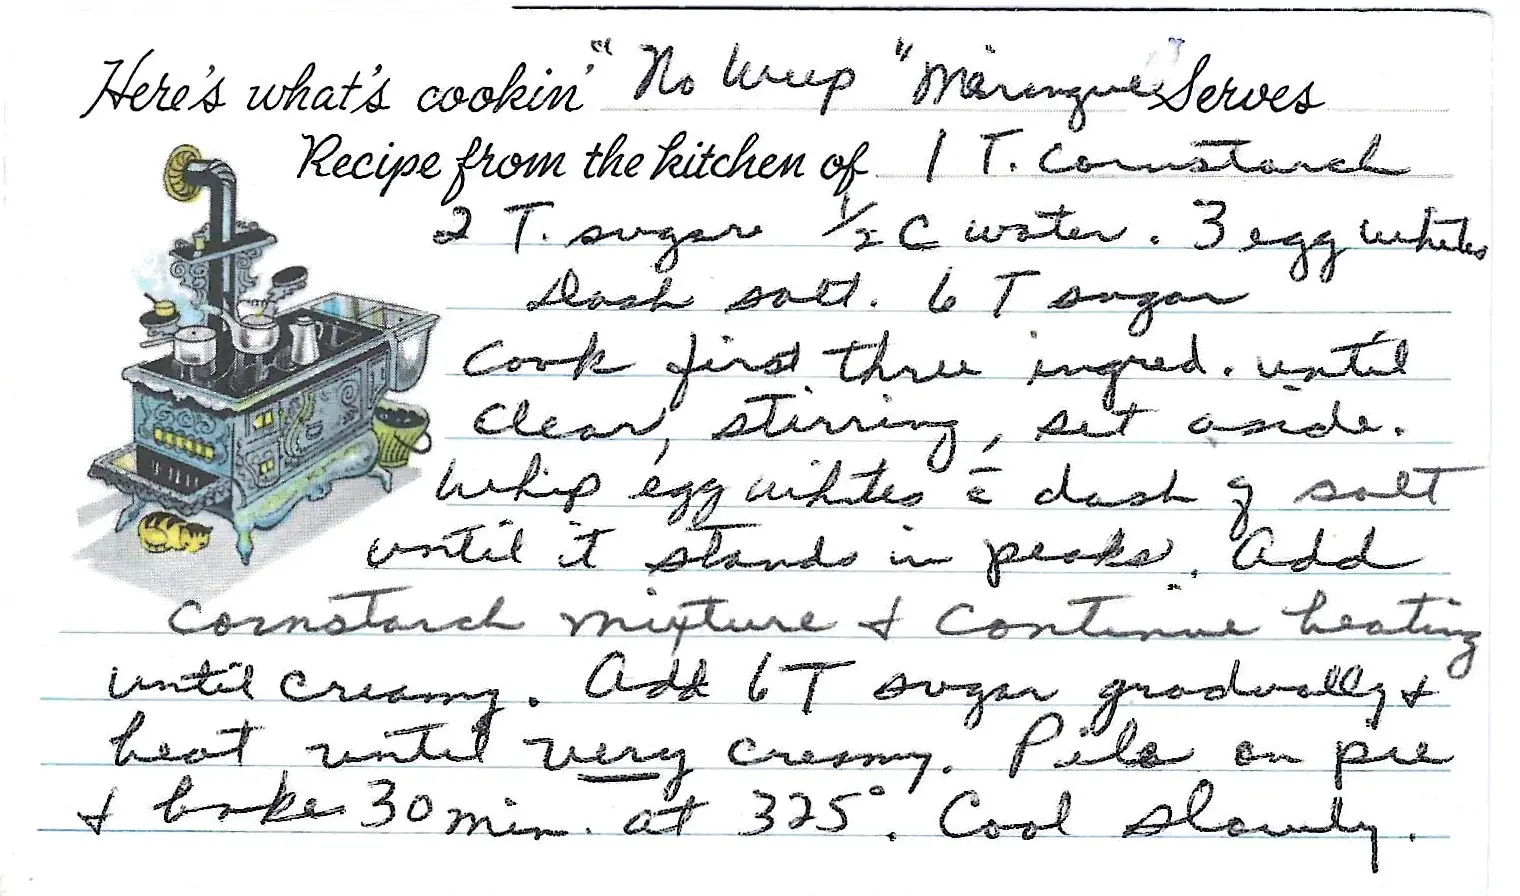 Here's what's cookin' "No Weep" "Meringue" Serves
Recipe from the kitchen of 1 T. Cornstarch
2 T. sugar ½ C water. 3 egg whites
Dash salt. 6 T sugar
Cook first three ingred. until
clear, stirring, set aside.
Whip egg whites c̄ dash of salt
until it stands in peaks. Add
cornstarch mixture & continue beating
until creamy. Add 6 T sugar gradually &
beat until very creamy. Pile on pie
& bake 30 min. at 325°. Cool slowly.